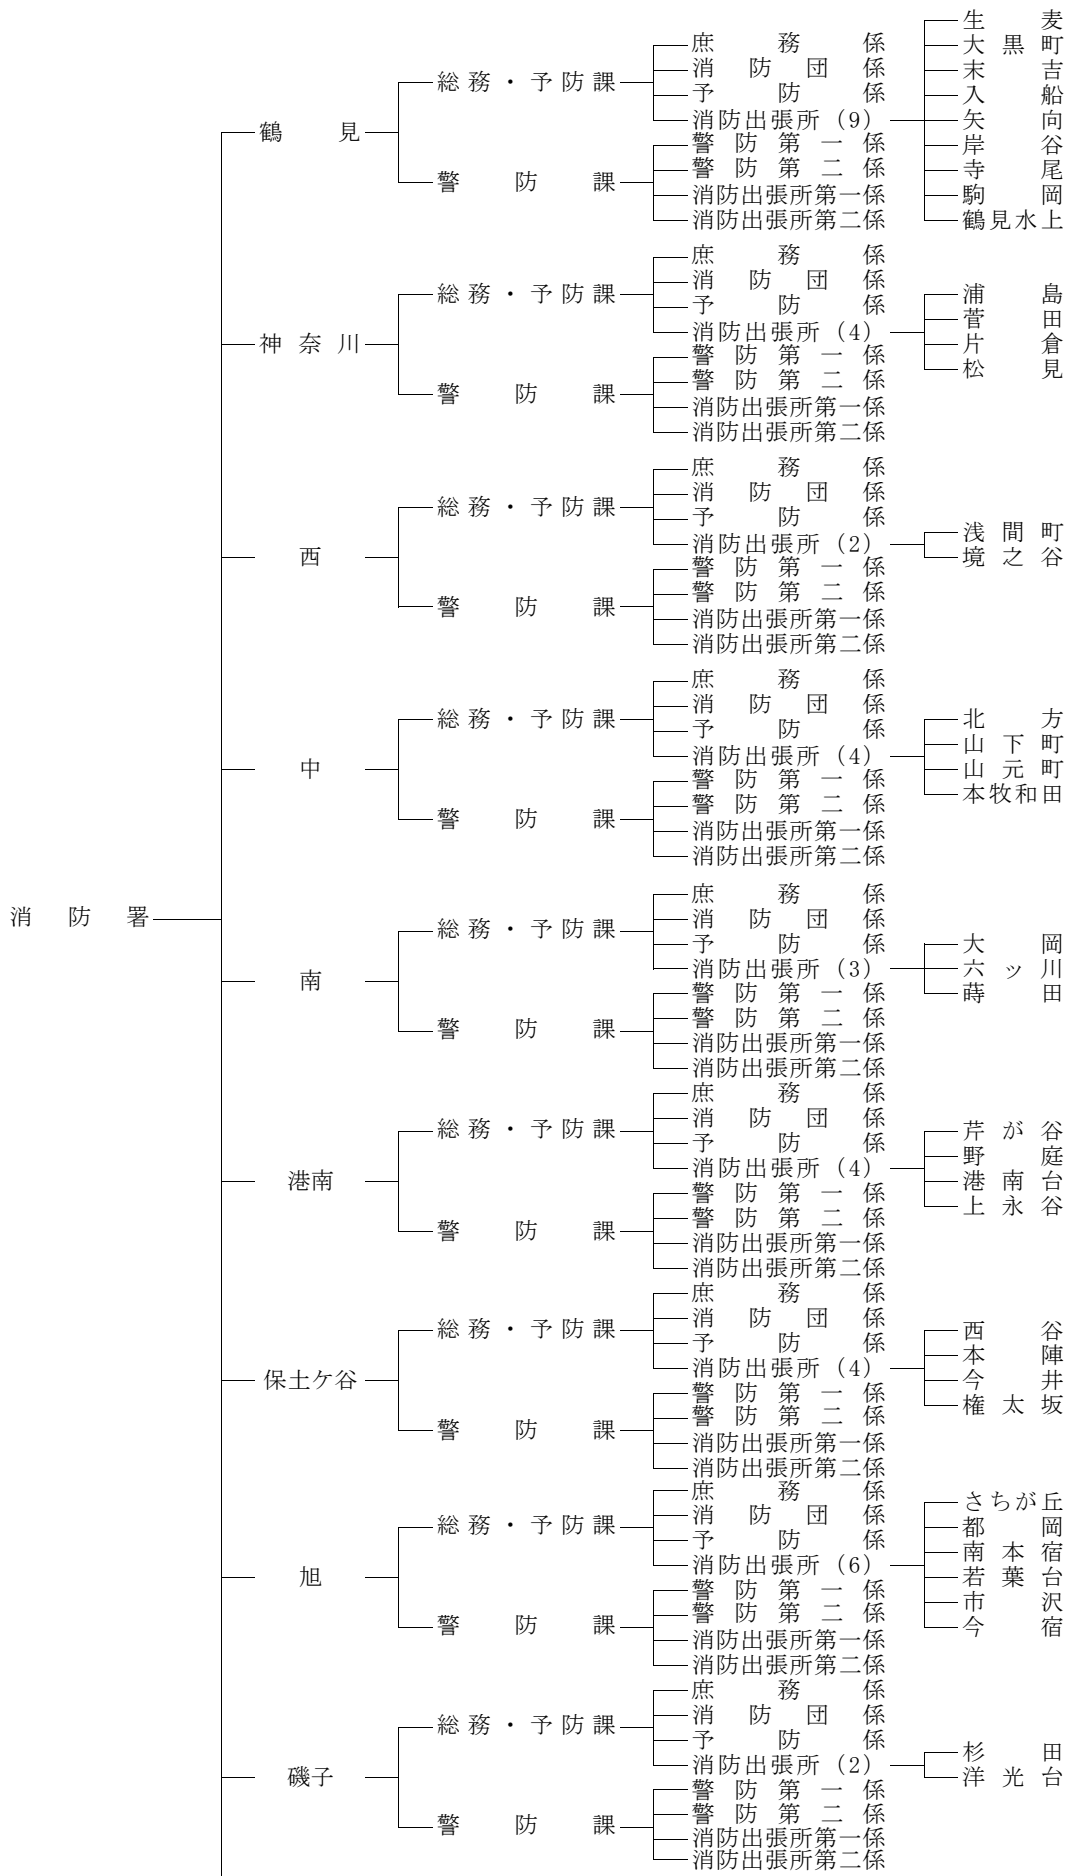 消防署
鶴見
総務・予防課
庶務係
消防団係
予防係
消防出張所（9）
生麦
大黒町
末吉
入船
矢向
岸谷
寺尾
駒岡
鶴見水上
警防課
警防第一係
警防第二係
消防出張所第一係
消防出張所第二係
神奈川
総務・予防課
庶務係
消防団係
予防係
消防出張所（4）
浦島
菅田
片倉
松見
警防課
警防第一係
警防第二係
消防出張所第一係
消防出張所第二係
西
総務・予防課
庶務係
消防団係
予防係
消防出張所（2）
浅間町
境之谷
警防課
警防第一係
警防第二係
消防出張所第一係
消防出張所第二係
中
総務・予防課
庶務係
消防団係
予防係
消防出張所（4）
北方
山下町
山元町
本牧和田
警防課
警防第一係
警防第二係
消防出張所第一係
消防出張所第二係
南
総務・予防課
庶務係
消防団係
予防係
消防出張所（3）
大岡
六ッ川
蒔田
警防課
警防第一係
警防第二係
消防出張所第一係
消防出張所第二係
港南
総務・予防課
庶務係
消防団係
予防係
消防出張所（4）
芹が谷
野庭
港南台
上永谷
警防課
警防第一係
警防第二係
消防出張所第一係
消防出張所第二係
保土ケ谷
総務・予防課
庶務係
消防団係
予防係
消防出張所（4）
西谷
本陣
今井
権太坂
警防課
警防第一係
警防第二係
消防出張所第一係
消防出張所第二係
旭
総務・予防課
庶務係
消防団係
予防係
消防出張所（6）
さちが丘
都岡
南本宿
若葉台
市沢
今宿
警防課
警防第一係
警防第二係
消防出張所第一係
消防出張所第二係
磯子
総務・予防課
庶務係
消防団係
予防係
消防出張所（2）
杉田
洋光台
警防課
警防第一係
警防第二係
消防出張所第一係
消防出張所第二係